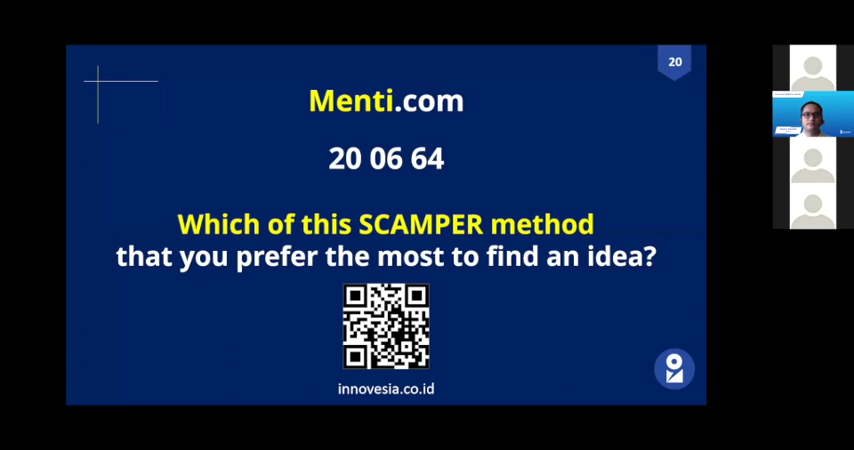 20
Menti.com
20 06 64
Which of this SCAMPER method
that you prefer the most to find an idea?
innovesia.co.id